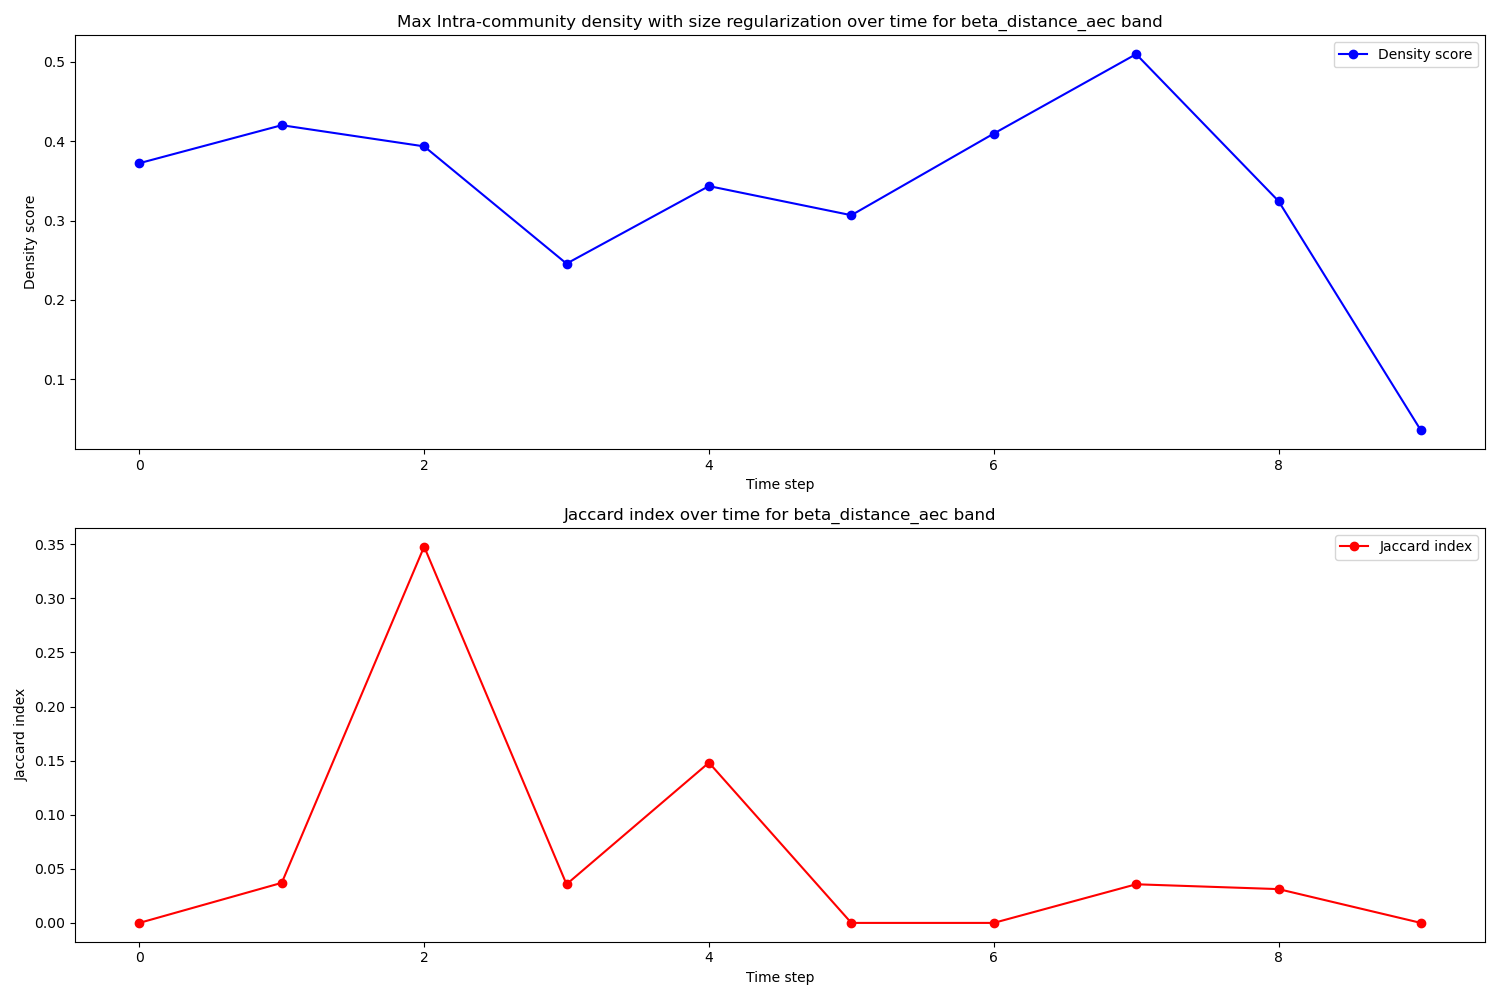 Max Intra-community density with size regularization over time for beta_distance_aec band
Density score
0.5
0.4
0.3
0.2
0.1
Density score
0 2 4 6 8
Time step
Jaccard index over time for beta_distance_aec band
Jaccard index
0.35
0.30
0.25
0.20
0.15
0.10
0.05
0.00
Jaccard index
0 2 4 6 8
Time step